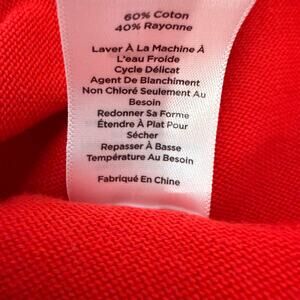 60% Coton
40% Rayonne
Laver À La Machine À
L'eau Froide
Cycle Délicat
Agent De Blanchiment
Non Chloré Seulement Au
Besoin
Redonner Sa Forme
Étendre À Plat Pour
Sécher
Repasser À Basse
Température Au Besoin
Fabriqué En Chine